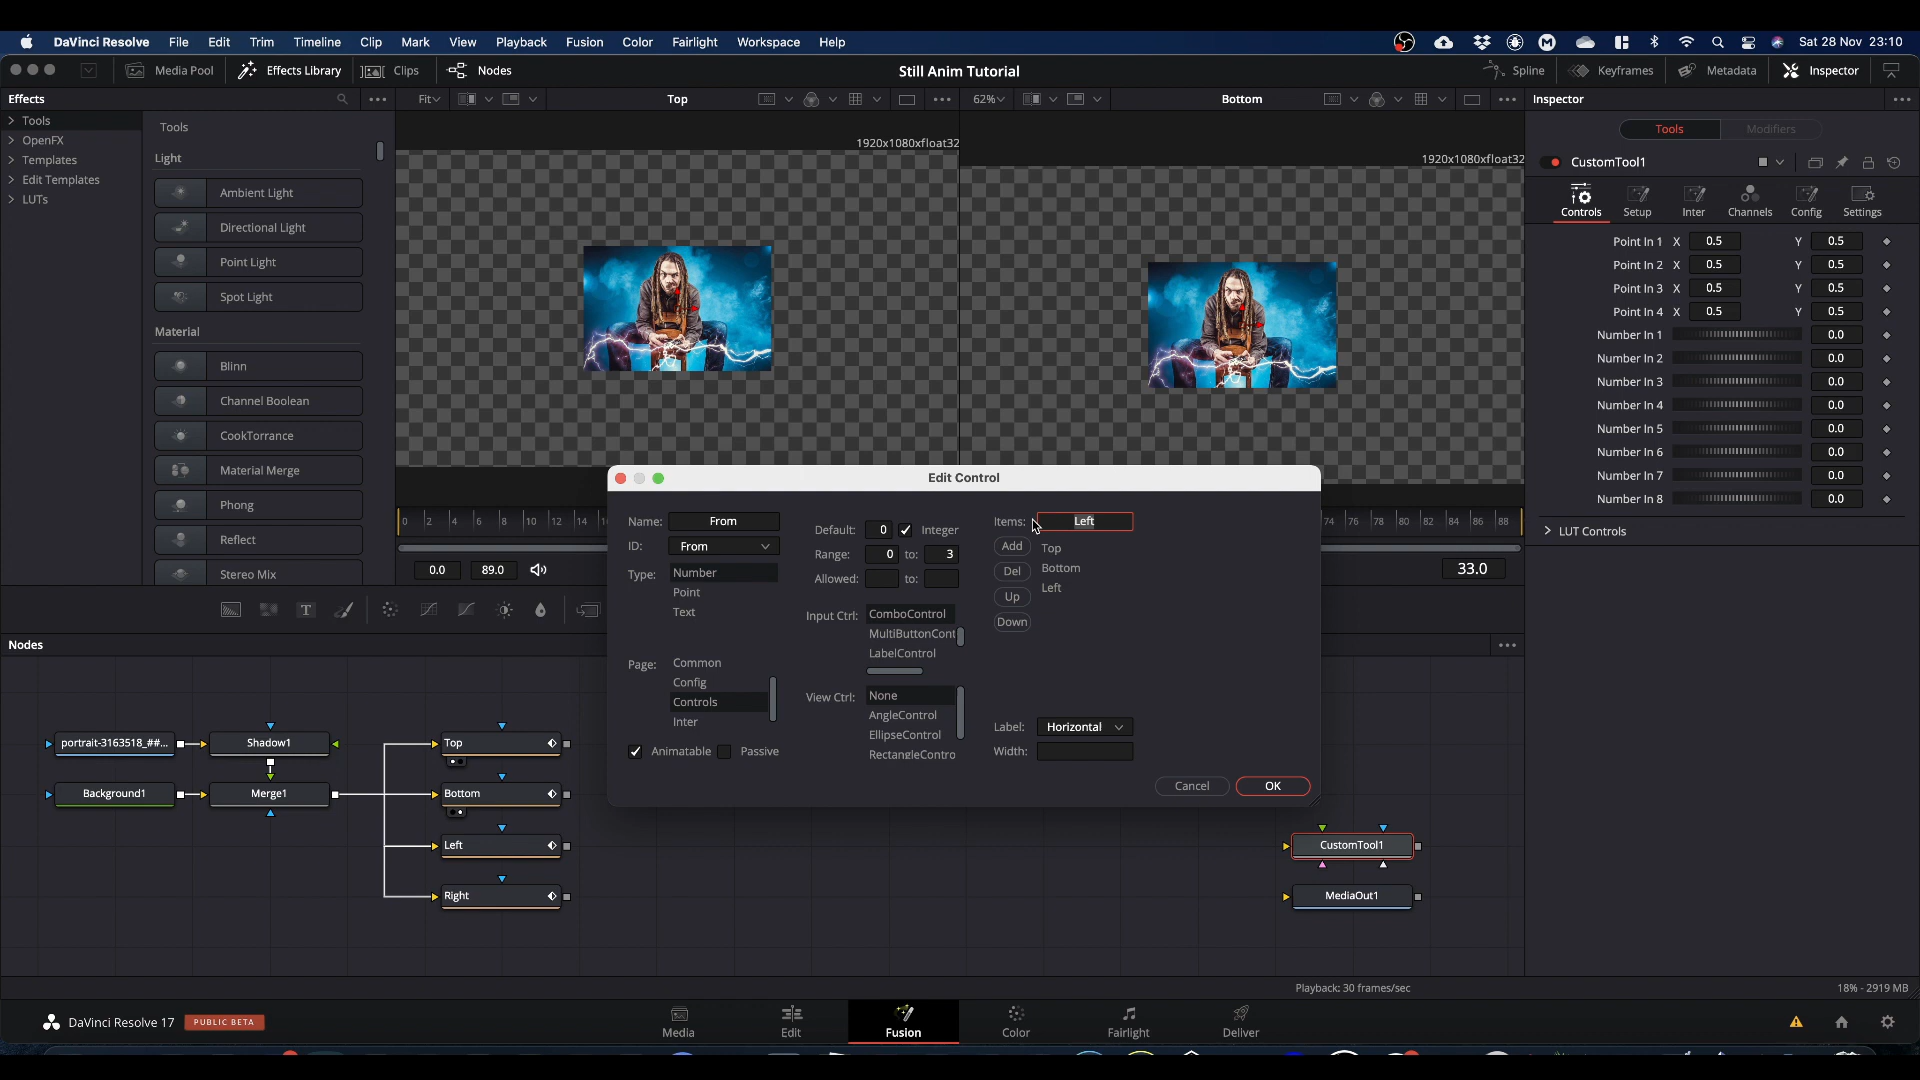 DaVinci Resolve File Edit Trim Timeline Clip Mark View Playback Fusion Color Fairlight Workspace Help
Sat 28 Nov 23:10
Media Pool Effects Library Clips Nodes
Still Anim Tutorial
Spline Keyframes Metadata Inspector
Effects
Fit Top
62% Bottom
Inspector
Tools
OpenFX
Templates
Edit Templates
LUTs
Tools
Light
Ambient Light
Directional Light
Point Light
Spot Light
Material
Blinn
Channel Boolean
CookTorrance
Material Merge
Phong
Reflect
Stereo Mix
1920x1080xfloat32
1920x1080xfloat32
Tools Modifiers
CustomTool1
Controls Setup Inter Channels Config Settings
Point In 1 X 0.5 Y 0.5
Point In 2 X 0.5 Y 0.5
Point In 3 X 0.5 Y 0.5
Point In 4 X 0.5 Y 0.5
Number In 1 0.0
Number In 2 0.0
Number In 3 0.0
Number In 4 0.0
Number In 5 0.0
Number In 6 0.0
Number In 7 0.0
Number In 8 0.0
LUT Controls
0 2 4 6 8 10 12 14
74 76 78 80 82 84 86 88
0.0 89.0
33.0
Edit Control
Name: From
ID: From
Type: Number
Point
Text
Page: Common
Config
Controls
Inter
Animatable Passive
Default: 0 Integer
Range: 0 to: 3
Allowed: to:
Input Ctrl: ComboControl
MultiButtonCont
LabelControl
View Ctrl: None
AngleControl
EllipseControl
RectangleContro
Items: Left
Add
Del
Up
Down
Top
Bottom
Left
Label: Horizontal
Width:
Cancel OK
Nodes
portrait-3163518_##... Shadow1 Top
Background1 Merge1 Bottom
Left
Right
CustomTool1
MediaOut1
Playback: 30 frames/sec
18% - 2919 MB
DaVinci Resolve 17 PUBLIC BETA
Media Edit Fusion Color Fairlight Deliver